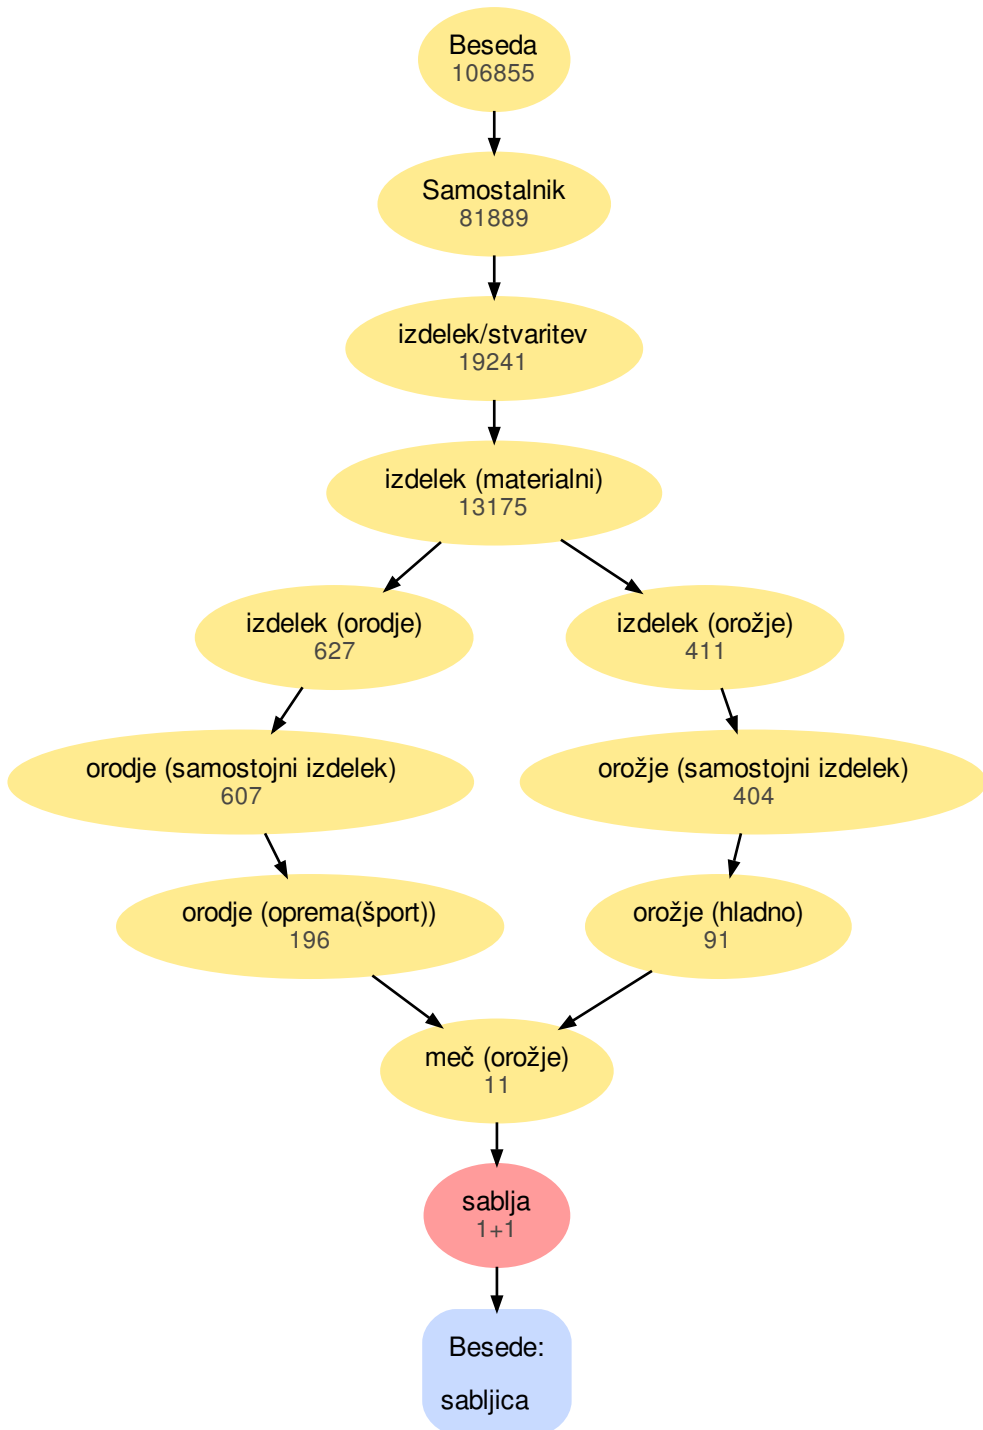 Beseda
106855
Samostalnik
81889
izdelek/stvaritev
19241
izdelek (materialni)
13175
izdelek (orodje)
627
izdelek (orožje)
411
orodje (samostojni izdelek)
607
orožje (samostojni izdelek)
404
orodje (oprema(šport))
196
orožje (hladno)
91
meč (orožje)
11
sablja
1+1
Besede:
sabljica